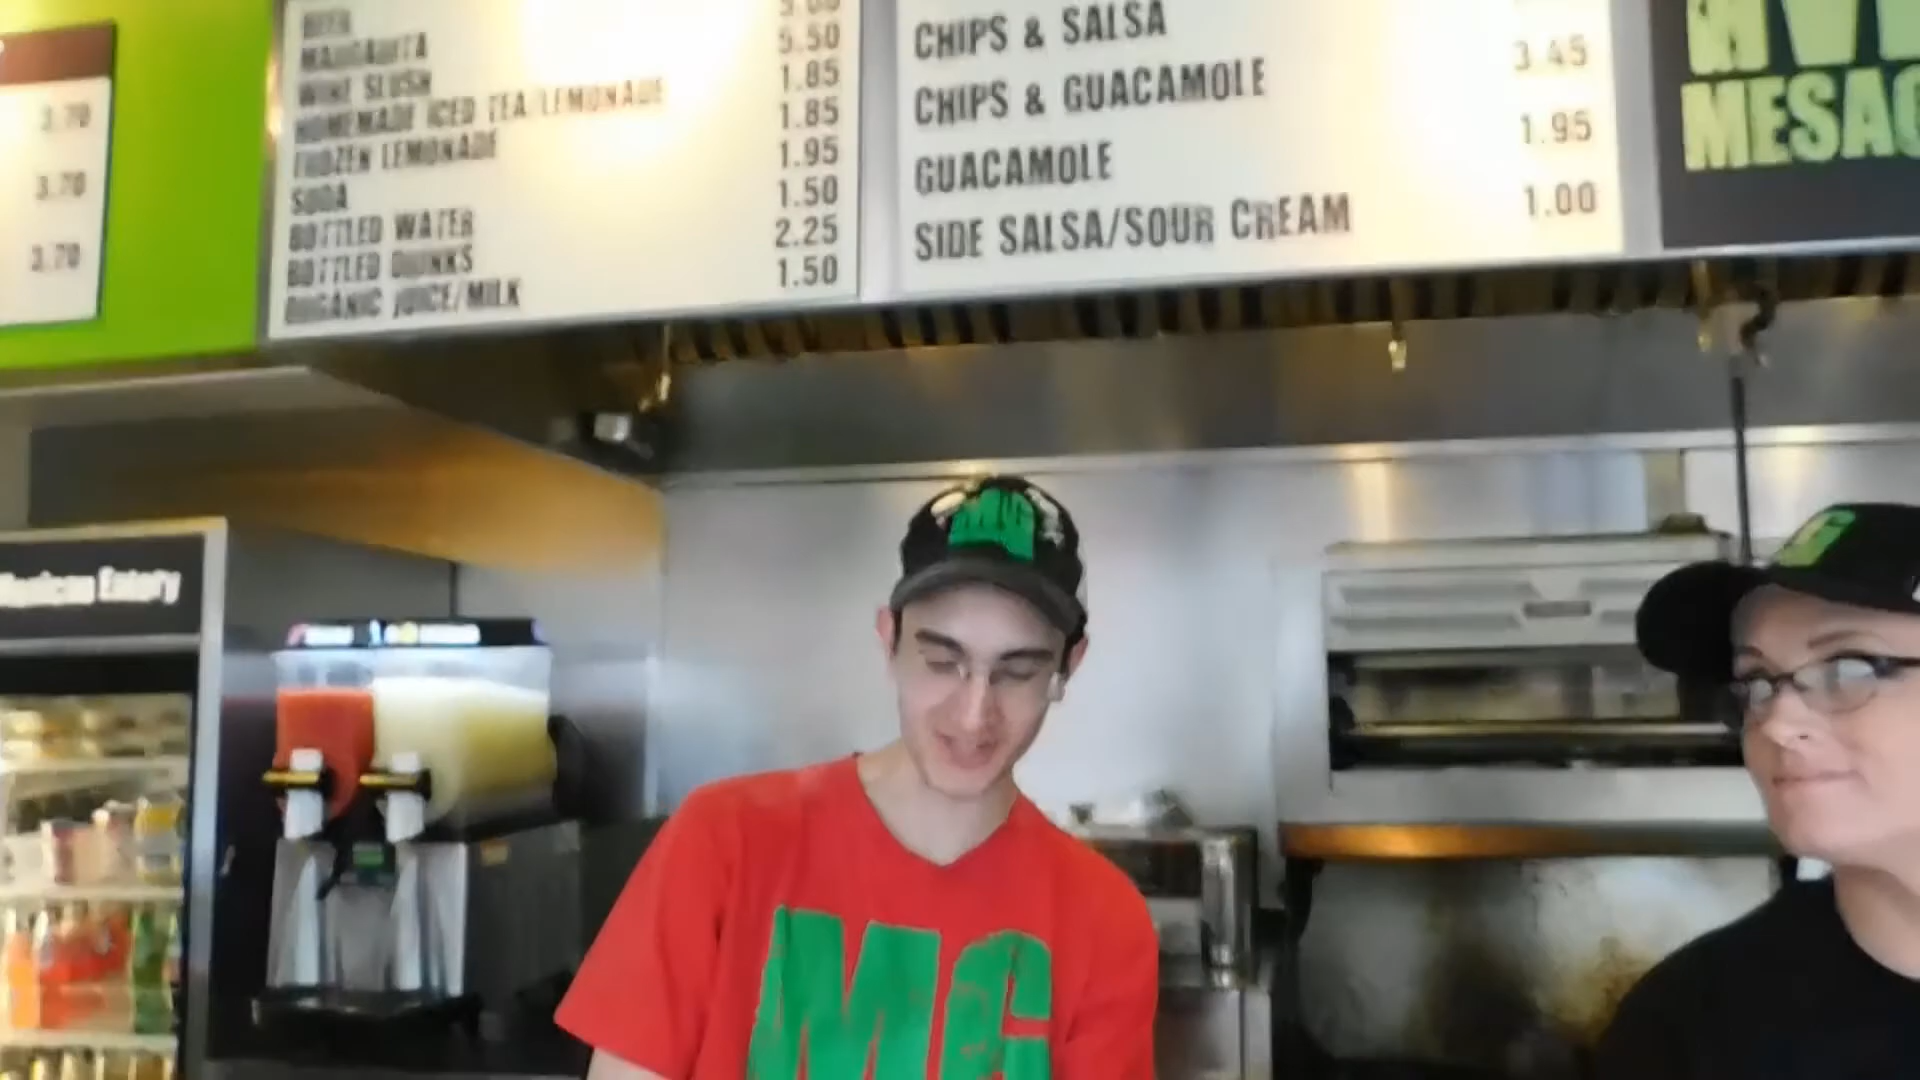 3.70
3.70
3.70
BEER
MARGARITA 5.50
WINE SLUSH 1.85
HOMEMADE ICED TEA/LEMONADE 1.85
FROZEN LEMONADE 1.95
SODA 1.50
BOTTLED WATER 2.25
BOTTLED DRINKS 1.50
ORGANIC JUICE/MILK
CHIPS & SALSA
CHIPS & GUACAMOLE 3.45
GUACAMOLE 1.95
SIDE SALSA/SOUR CREAM 1.00
MESAG
Mexican Eatery
MG
MG